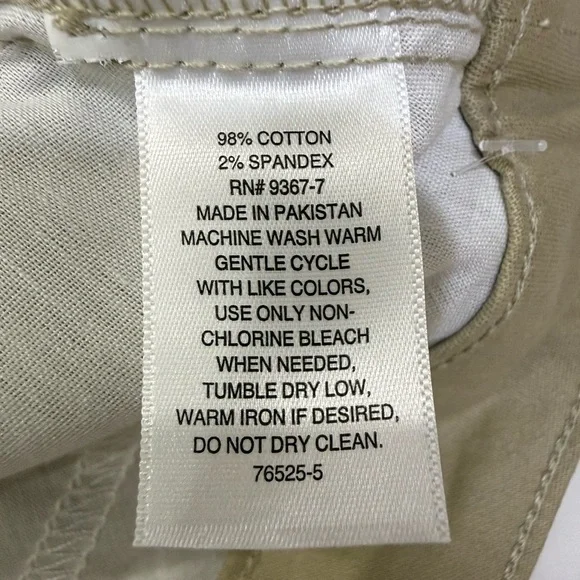 98% COTTON
2% SPANDEX
RN# 9367-7
MADE IN PAKISTAN
MACHINE WASH WARM
GENTLE CYCLE
WITH LIKE COLORS,
USE ONLY NON-
CHLORINE BLEACH
WHEN NEEDED,
TUMBLE DRY LOW,
WARM IRON IF DESIRED,
DO NOT DRY CLEAN.
76525-5